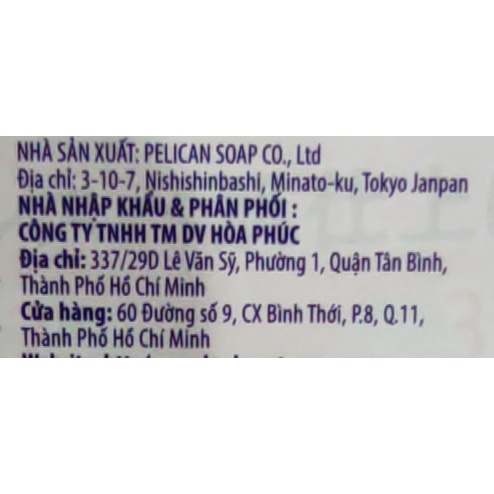 NHÀ SẢN XUẤT: PELICAN SOAP CO., Ltd
Địa chỉ: 3-10-7, Nishishinbashi, Minato-ku, Tokyo Janpan
NHÀ NHẬP KHẨU & PHÂN PHỐI :
CÔNG TY TNHH TM DV HÒA PHÚC
Địa chỉ: 337/29D Lê Văn Sỹ, Phường 1, Quận Tân Bình,
Thành Phố Hồ Chí Minh
Cửa hàng: 60 Đường số 9, CX Bình Thới, P.8, Q.11,
Thành Phố Hồ Chí Minh